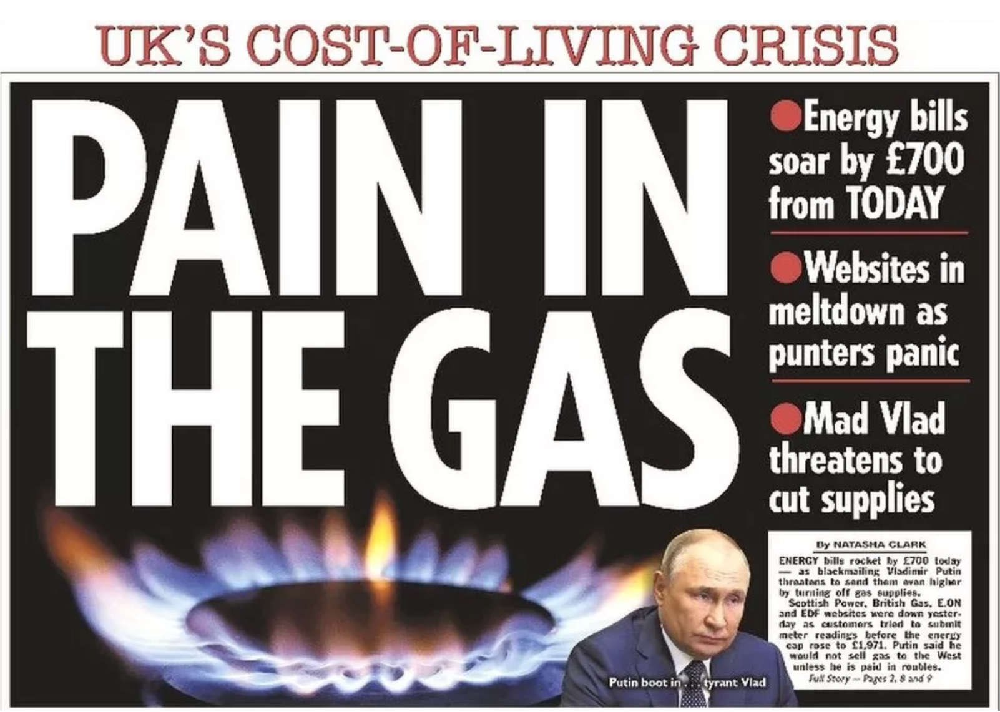 UK'S COST-OF-LIVING CRISIS
PAIN IN
THE GAS
●Energy bills
soar by £700
from TODAY
●Websites in
meltdown as
punters panic
●Mad Vlad
threatens to
cut supplies
By NATASHA CLARK
ENERGY bills rocket by £700 today
— as blackmailing Vladimir Putin
threatens to send them even higher
by turning off gas supplies.
Scottish Power, British Gas, E.ON
and EDF websites were down yester-
day as customers tried to submit
meter readings before the energy
cap rose to £1,971. Putin said he
would not sell gas to the West
unless he is paid in roubles.
Full Story — Pages 2, 8 and 9
Putin boot in . . . tyrant Vlad